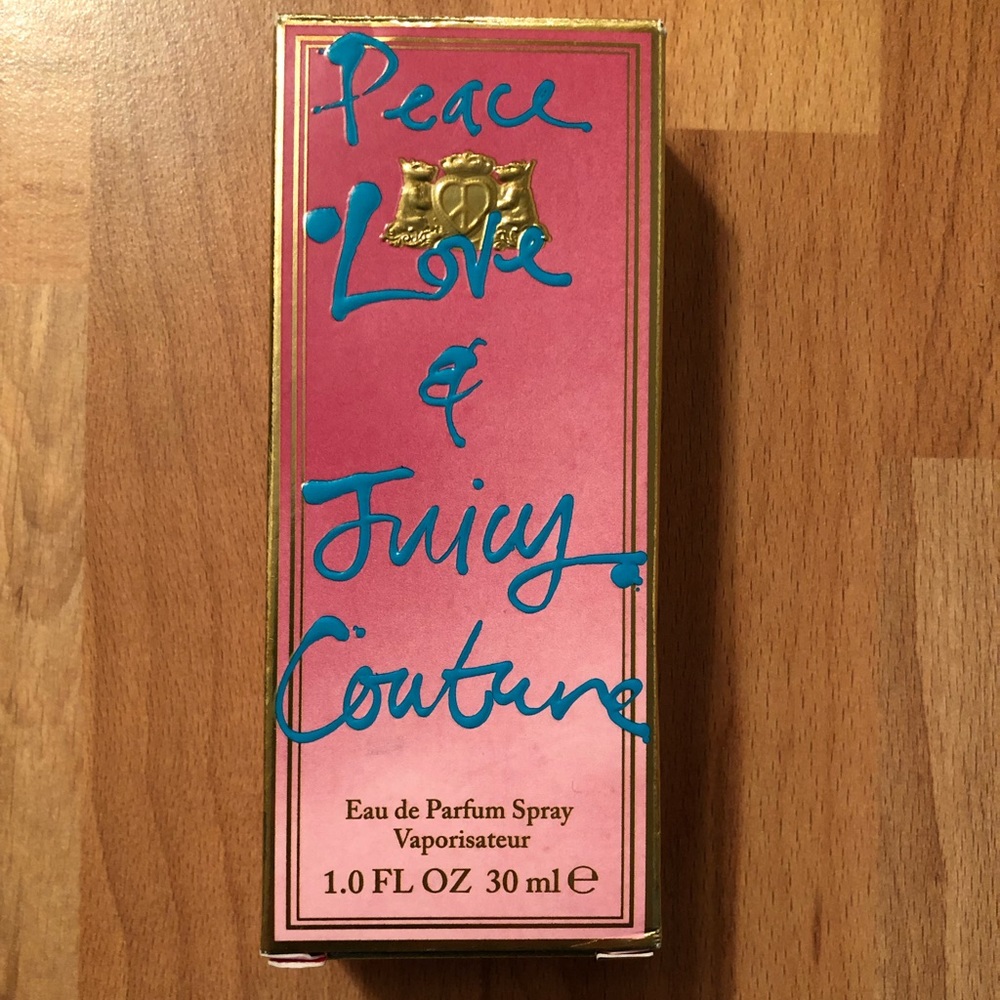 Peace
Love
&
Juicy
Couture
Eau de Parfum Spray
Vaporisateur
1.0 FL OZ 30 ml ℮